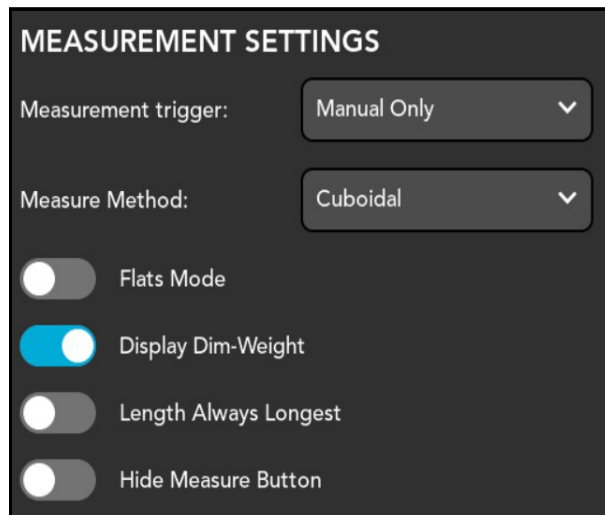 MEASUREMENT SETTINGS
Measurement trigger: Manual Only
Measure Method: Cuboidal
Flats Mode
Display Dim-Weight
Length Always Longest
Hide Measure Button